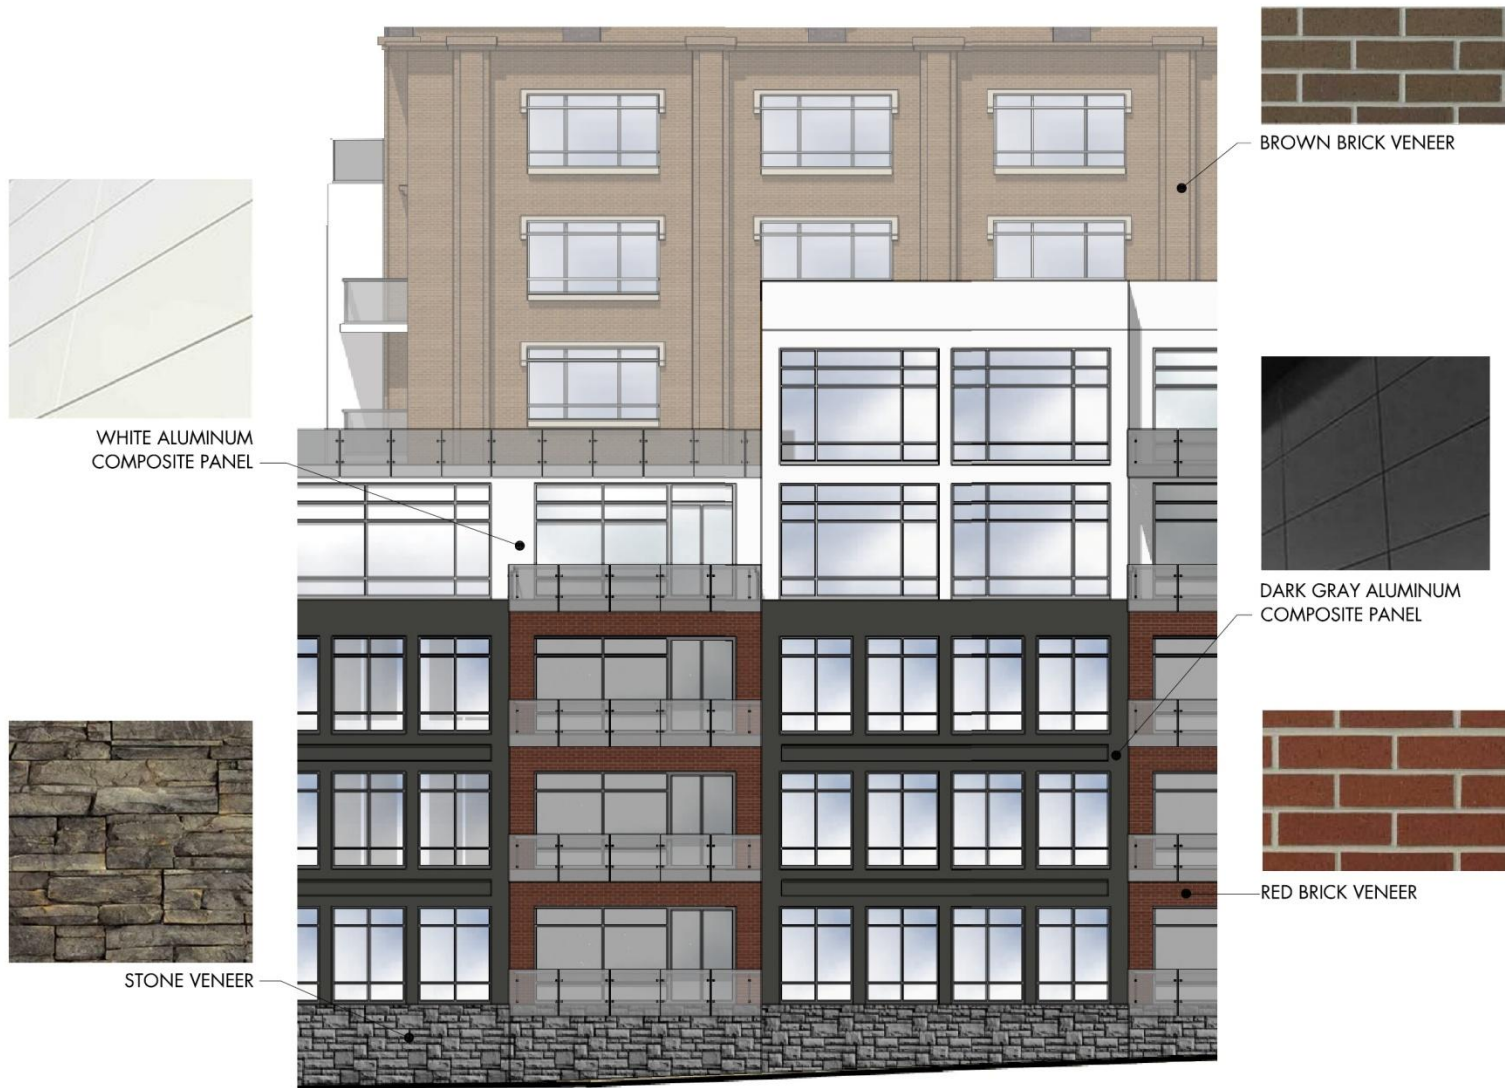 BROWN BRICK VENEER
WHITE ALUMINUM
COMPOSITE PANEL
DARK GRAY ALUMINUM
COMPOSITE PANEL
RED BRICK VENEER
STONE VENEER